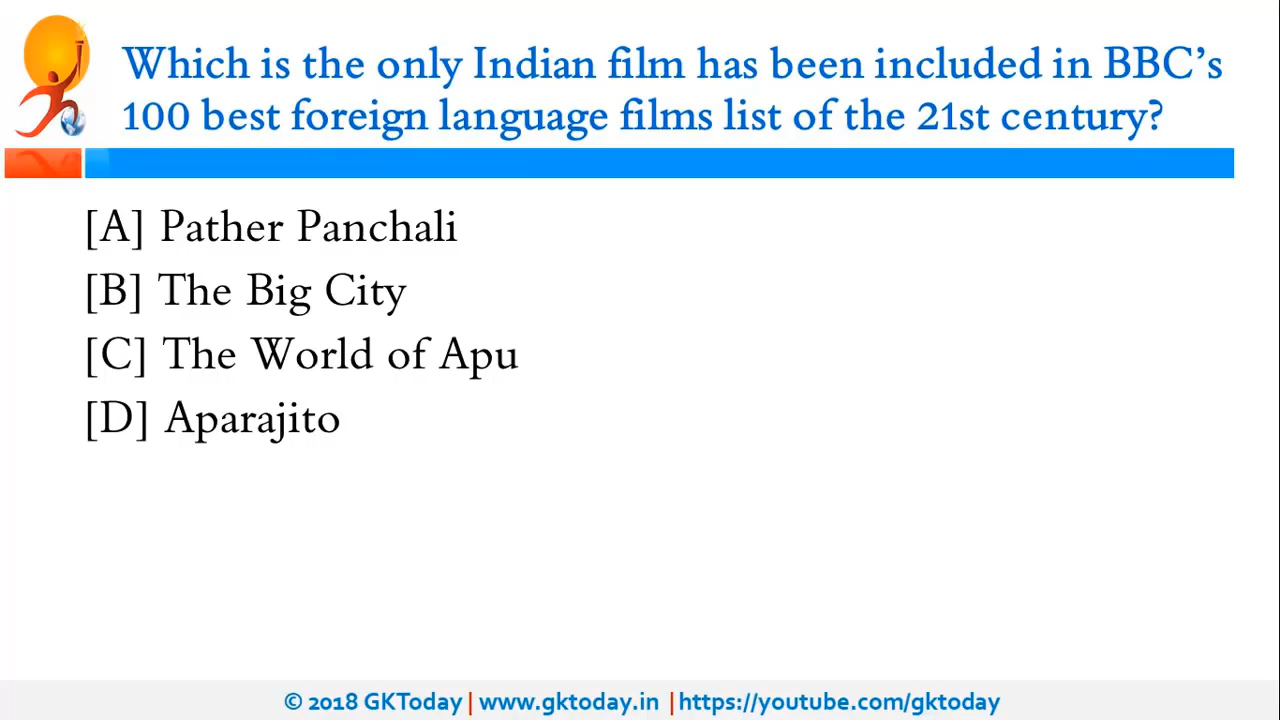 Which is the only Indian film has been included in BBC’s
100 best foreign language films list of the 21st century?
[A] Pather Panchali
[B] The Big City
[C] The World of Apu
[D] Aparajito
© 2018 GKToday | www.gktoday.in | https://youtube.com/gktoday